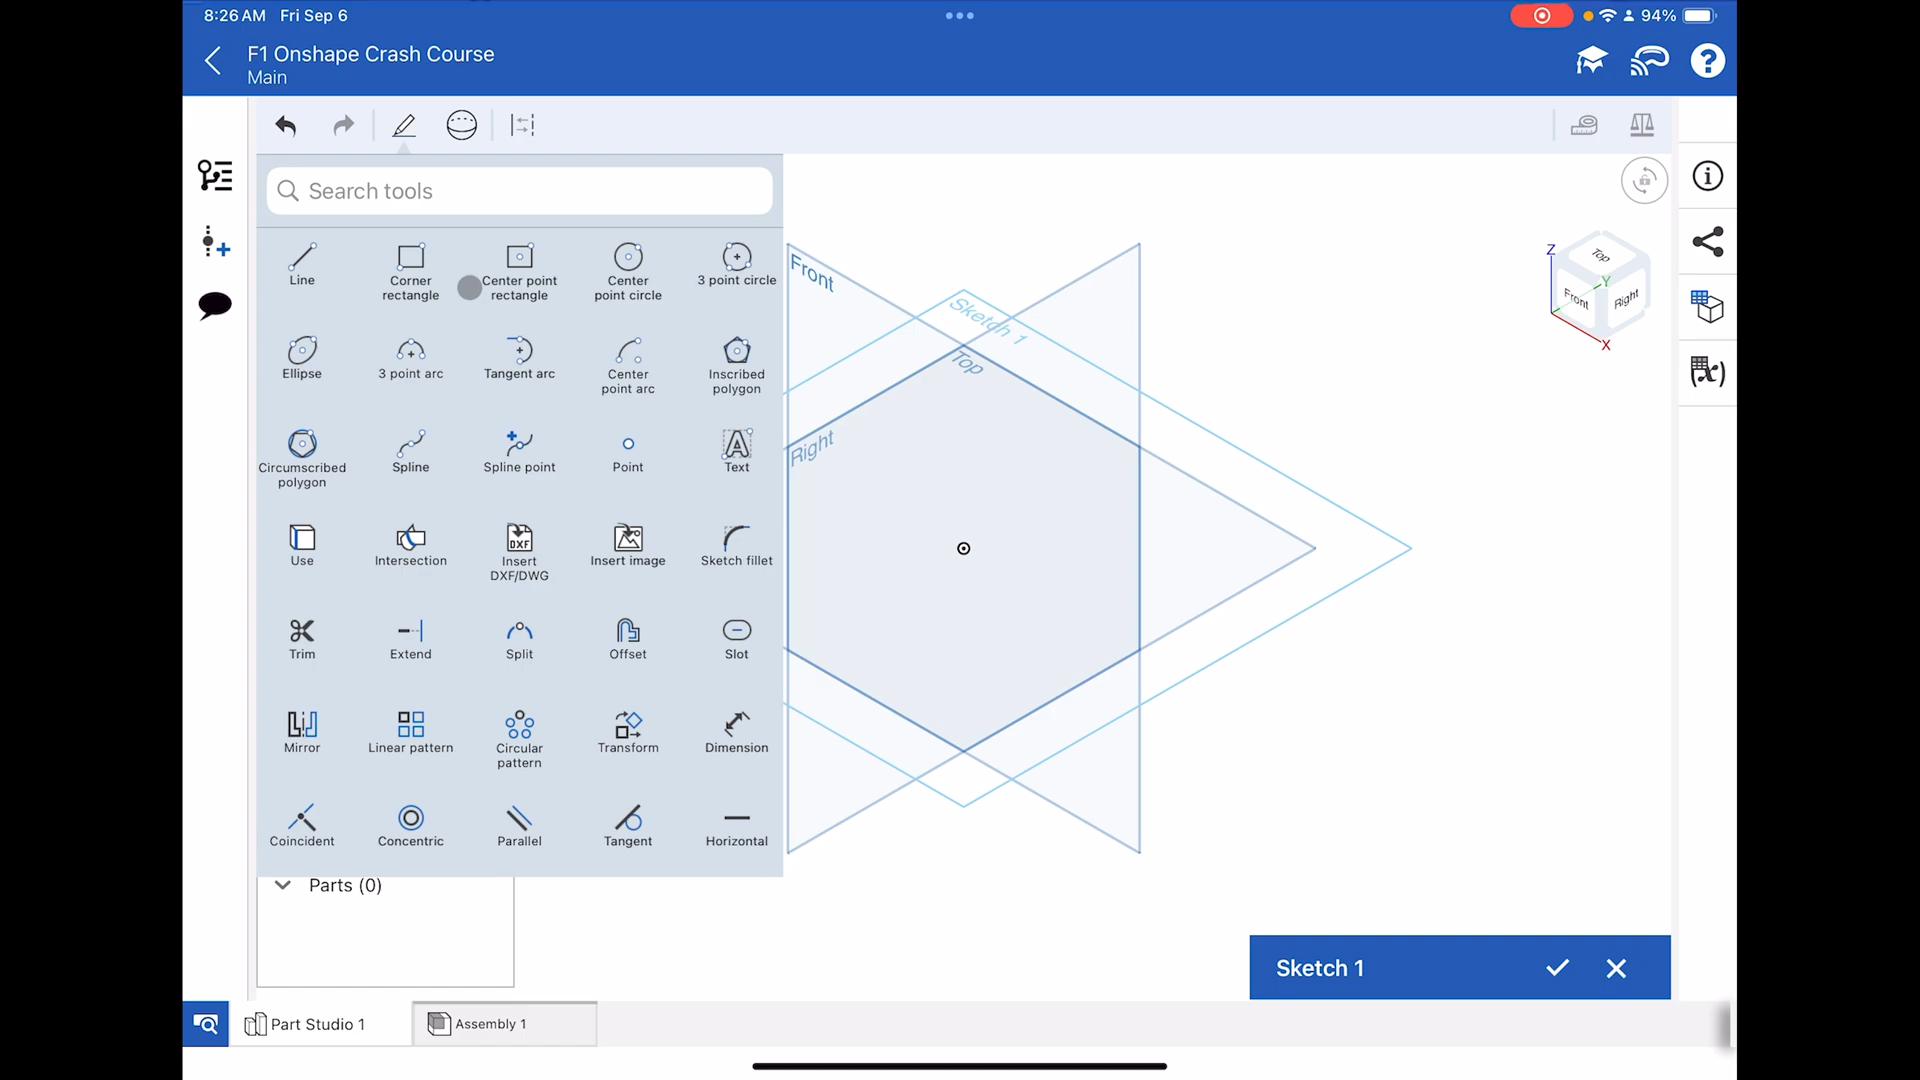 8:26 AM Fri Sep 6
94%
F1 Onshape Crash Course
Main
?
Search tools
Line
Corner
rectangle
Center point
rectangle
Center
point circle
3 point circle
Ellipse
3 point arc
Tangent arc
Center
point arc
Inscribed
polygon
Circumscribed
polygon
Spline
Spline point
Point
A
Text
Use
Intersection
DXF
Insert
DXF/DWG
Insert image
Sketch fillet
Trim
Extend
Split
Offset
Slot
Mirror
Linear pattern
Circular
pattern
Transform
Dimension
Coincident
Concentric
Parallel
Tangent
Horizontal
Front
Sketch 1
Top
Right
Z
Top
Y
Front
Right
X
i
(x)
Parts (0)
Sketch 1
Part Studio 1
Assembly 1